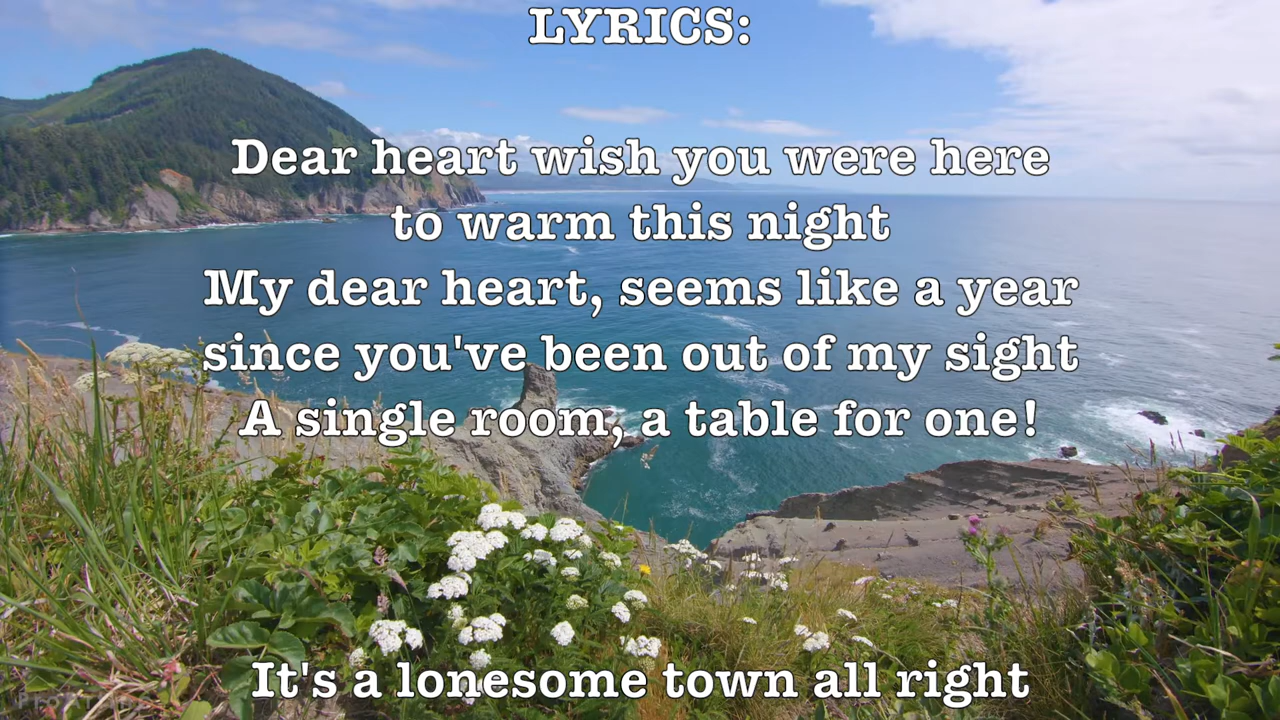 LYRICS:
Dear heart wish you were here
to warm this night
My dear heart, seems like a year
since you've been out of my sight
A single room, a table for one!
It's a lonesome town all right